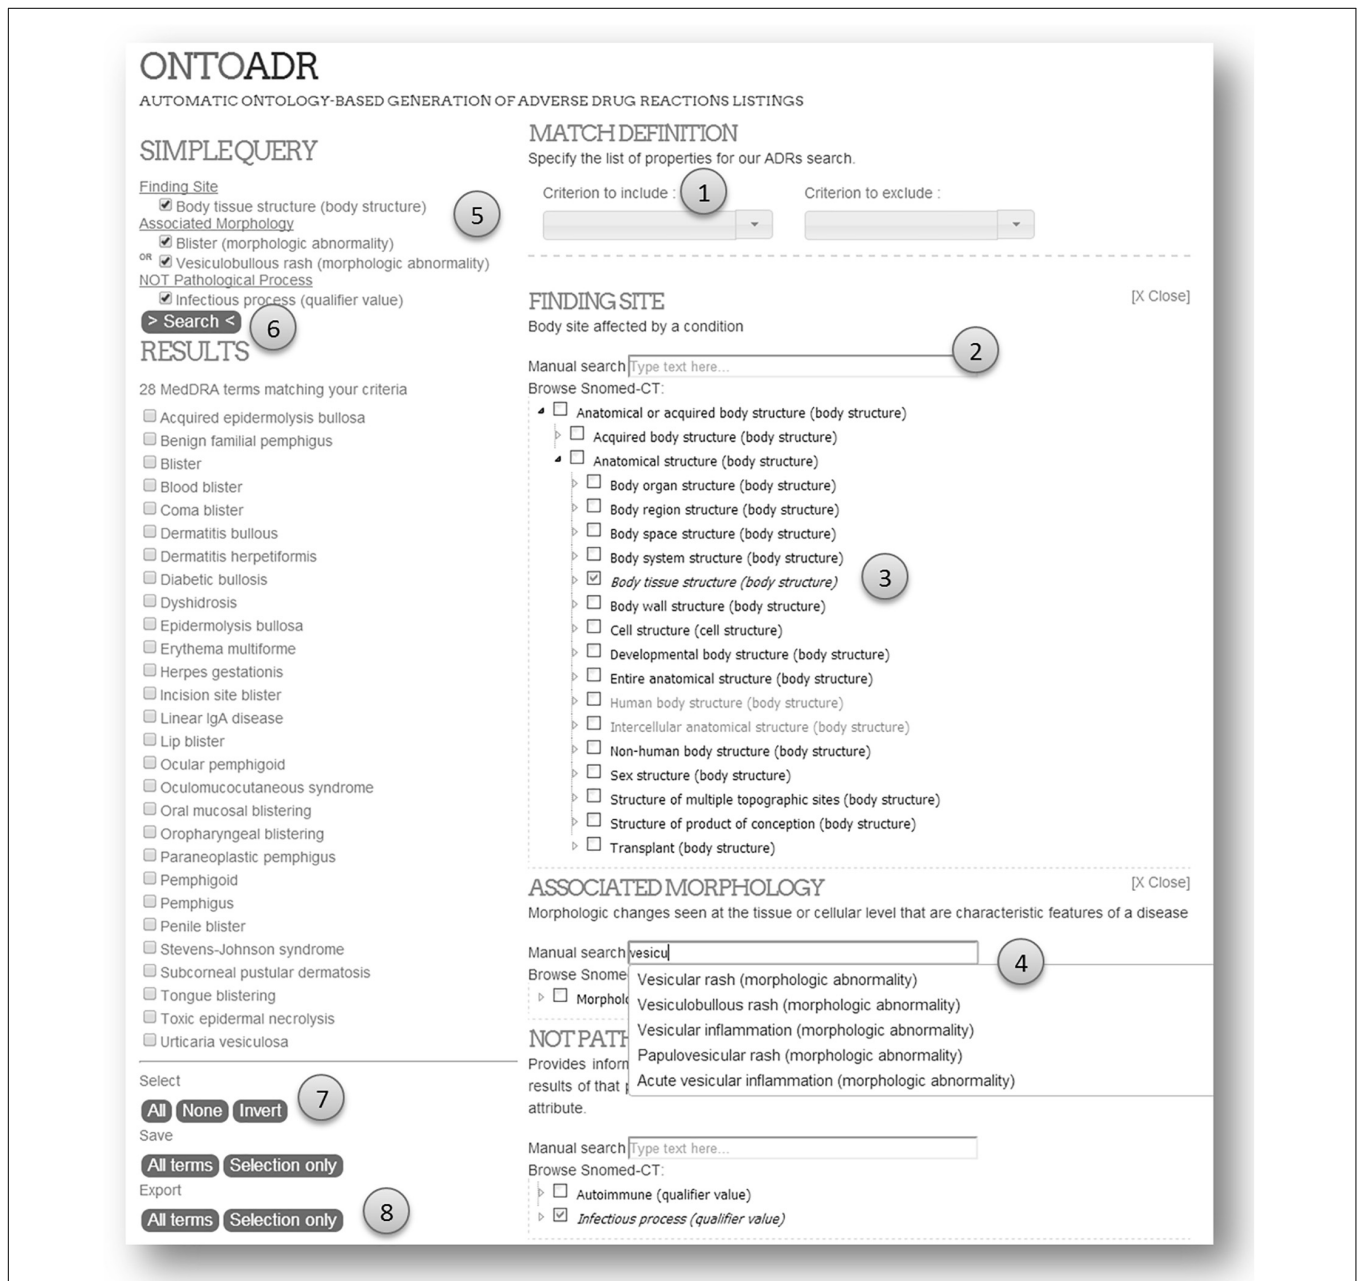 ONTOADR
AUTOMATIC ONTOLOGY-BASED GENERATION OF ADVERSE DRUG REACTIONS LISTINGS
SIMPLE QUERY
Finding Site
Body tissue structure (body structure)
5
Associated Morphology
Blister (morphologic abnormality)
OR Vesiculobullous rash (morphologic abnormality)
NOT Pathological Process
Infectious process (qualifier value)
> Search <
6
RESULTS
28 MedDRA terms matching your criteria
Acquired epidermolysis bullosa
Benign familial pemphigus
Blister
Blood blister
Coma blister
Dermatitis bullous
Dermatitis herpetiformis
Diabetic bullosis
Dyshidrosis
Epidermolysis bullosa
Erythema multiforme
Herpes gestationis
Incision site blister
Linear IgA disease
Lip blister
Ocular pemphigoid
Oculomucocutaneous syndrome
Oral mucosal blistering
Oropharyngeal blistering
Paraneoplastic pemphigus
Pemphigoid
Pemphigus
Penile blister
Stevens-Johnson syndrome
Subcorneal pustular dermatosis
Tongue blistering
Toxic epidermal necrolysis
Urticaria vesiculosa
Select
7
All None Invert
Save
All terms Selection only
Export
8
All terms Selection only
MATCH DEFINITION
Specify the list of properties for our ADRs search.
Criterion to include : 1 Criterion to exclude :
FINDING SITE [X Close]
Body site affected by a condition
2
Manual search Type text here...
Browse Snomed-CT:
Anatomical or acquired body structure (body structure)
Acquired body structure (body structure)
Anatomical structure (body structure)
Body organ structure (body structure)
Body region structure (body structure)
Body space structure (body structure)
Body system structure (body structure)
Body tissue structure (body structure) 3
Body wall structure (body structure)
Cell structure (cell structure)
Developmental body structure (body structure)
Entire anatomical structure (body structure)
Human body structure (body structure)
Intercellular anatomical structure (body structure)
Non-human body structure (body structure)
Sex structure (body structure)
Structure of multiple topographic sites (body structure)
Structure of product of conception (body structure)
Transplant (body structure)
ASSOCIATED MORPHOLOGY [X Close]
Morphologic changes seen at the tissue or cellular level that are characteristic features of a disease
Manual search vesicu 4
Browse Snome
Morpholo
Vesicular rash (morphologic abnormality)
Vesiculobullous rash (morphologic abnormality)
Vesicular inflammation (morphologic abnormality)
Papulovesicular rash (morphologic abnormality)
Acute vesicular inflammation (morphologic abnormality)
NOT PATH
Provides inform
results of that p
attribute.
Manual search Type text here...
Browse Snomed-CT:
Autoimmune (qualifier value)
Infectious process (qualifier value)